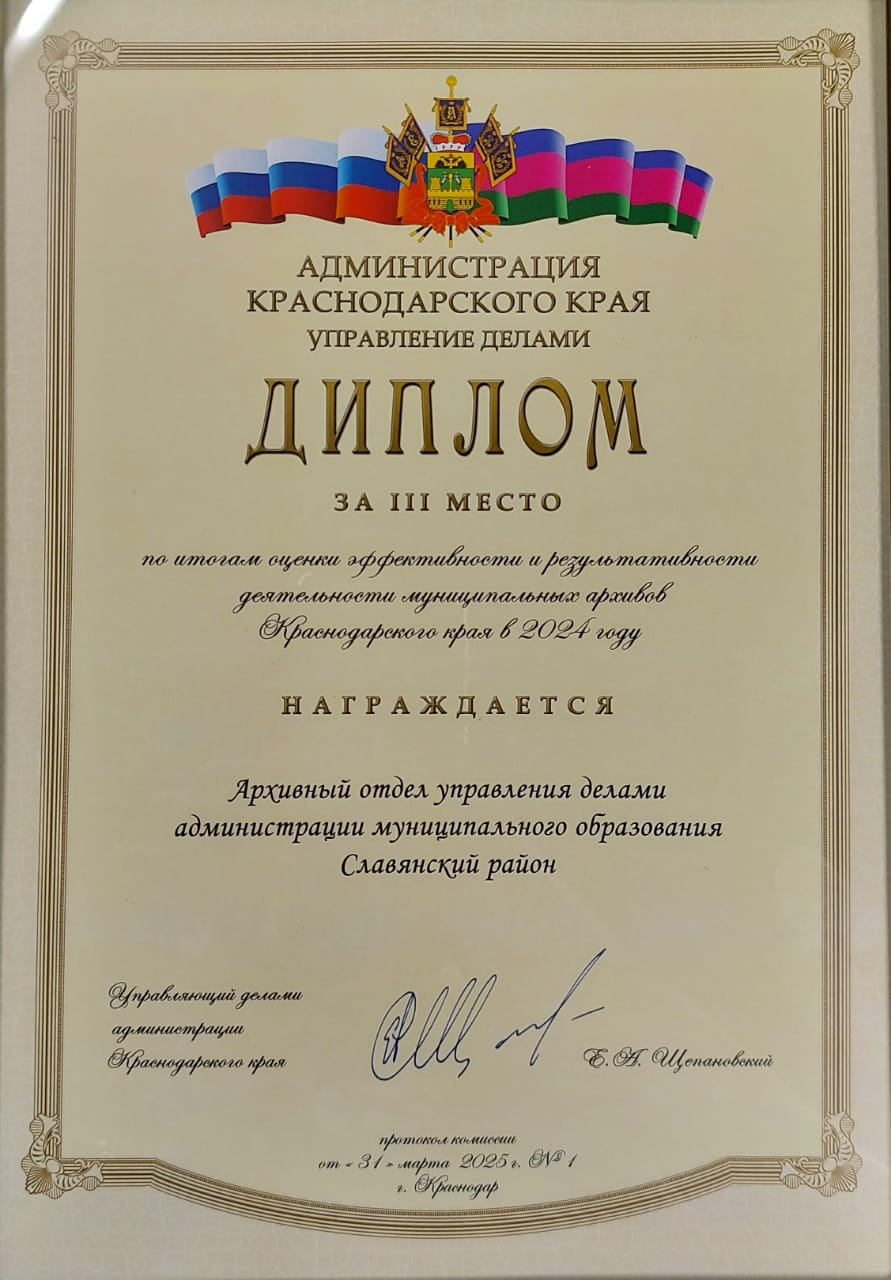 АДМИНИСТРАЦИЯ
КРАСНОДАРСКОГО КРАЯ
УПРАВЛЕНИЕ ДЕЛАМИ
ДИПЛОМ
ЗА III МЕСТО
по итогам оценки эффективности и результативности
деятельности муниципальных архивов
Краснодарского края в 2024 году
НАГРАЖДАЕТСЯ
Архивный отдел управления делами
администрации муниципального образования
Славянский район
Управляющий делами
администрации
Краснодарского края
Е. А. Щепановский
протокол комиссии
от « 31 » марта 2025 г. № 1
г. Краснодар